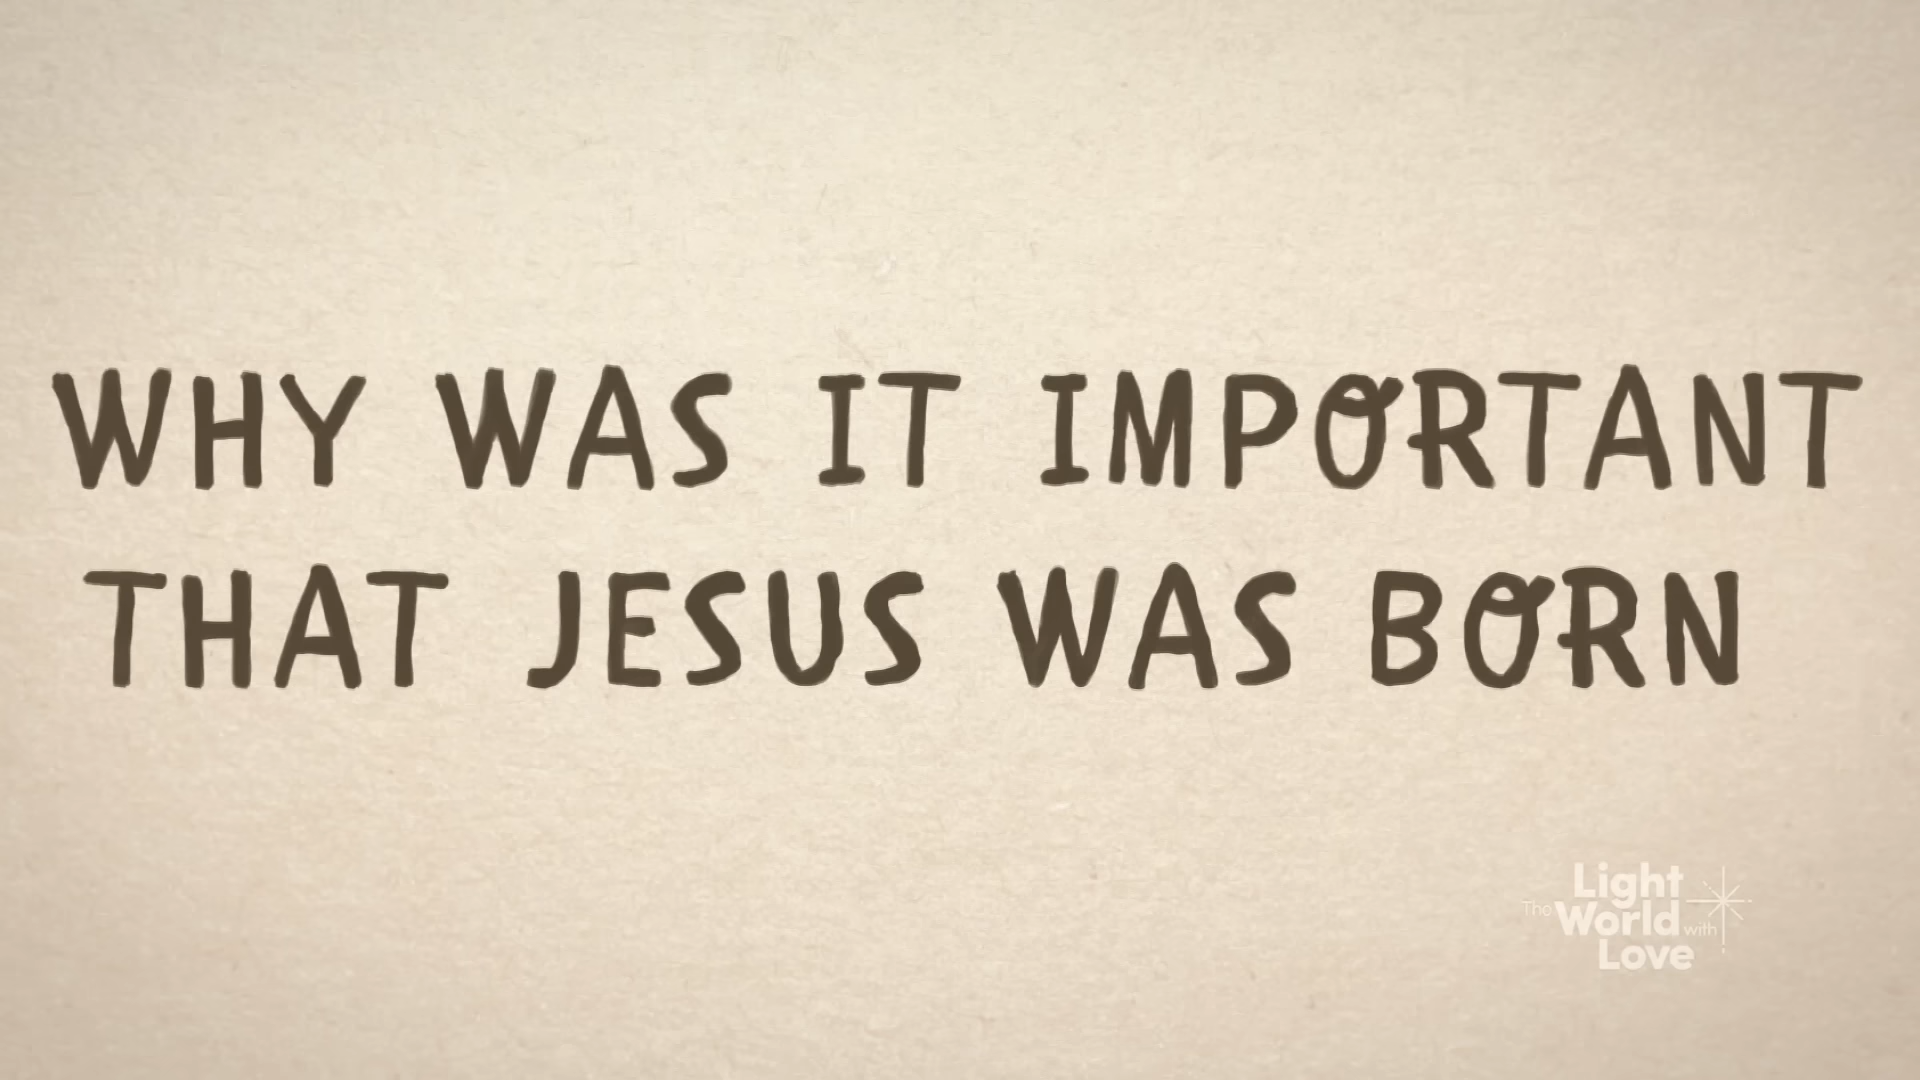 WHY WAS IT IMPORTANT
THAT JESUS WAS BORN
Light
The World with
Love